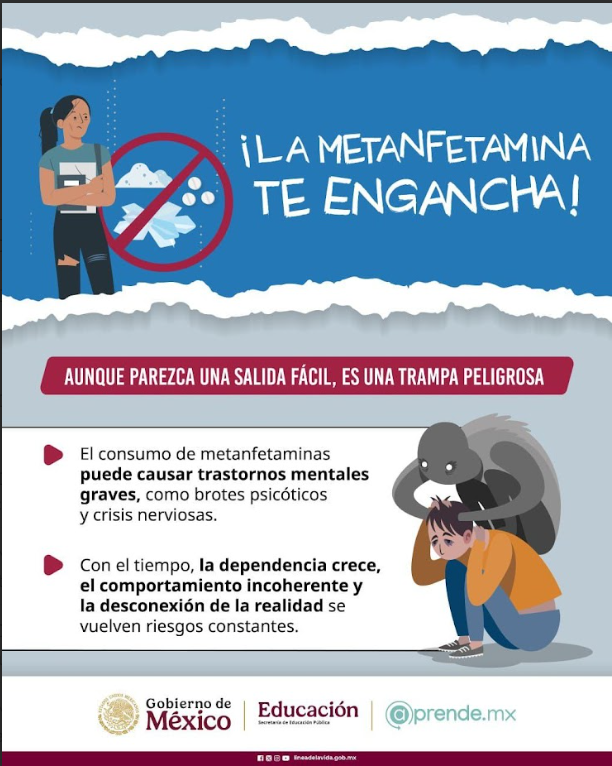 ¡LA METANFETAMINA
TE ENGANCHA!
AUNQUE PAREZCA UNA SALIDA FÁCIL, ES UNA TRAMPA PELIGROSA
El consumo de metanfetaminas
puede causar trastornos mentales
graves, como brotes psicóticos
y crisis nerviosas.
Con el tiempo, la dependencia crece,
el comportamiento incoherente y
la desconexión de la realidad se
vuelven riesgos constantes.
Gobierno de
México
Educación
Secretaría de Educación Pública
@prende.mx
lineadelavida.gob.mx